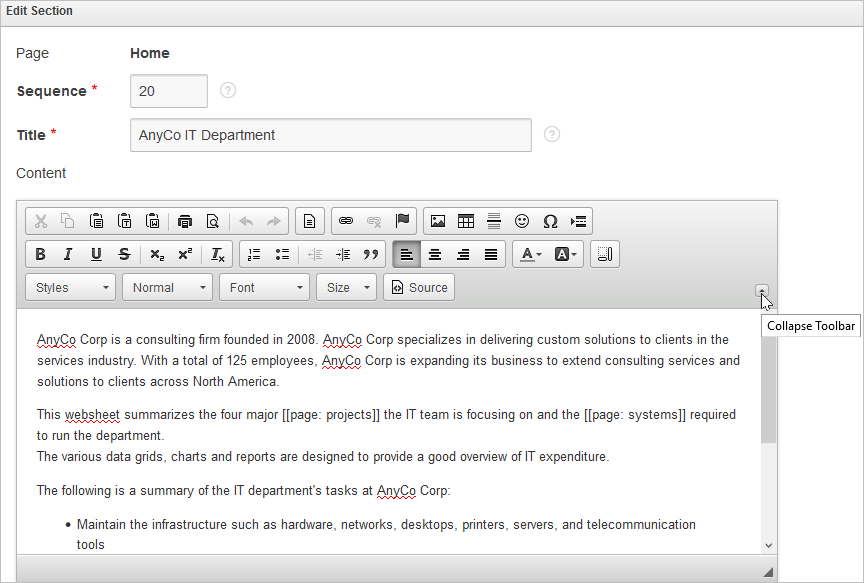 Edit Section
Page Home
Sequence * 20 ?
Title * AnyCo IT Department ?
Content
Styles Normal Font Size Source
Collapse Toolbar
AnyCo Corp is a consulting firm founded in 2008. AnyCo Corp specializes in delivering custom solutions to clients in the
services industry. With a total of 125 employees, AnyCo Corp is expanding its business to extend consulting services and
solutions to clients across North America.
This websheet summarizes the four major [[page: projects]] the IT team is focusing on and the [[page: systems]] required
to run the department.
The various data grids, charts and reports are designed to provide a good overview of IT expenditure.
The following is a summary of the IT department's tasks at AnyCo Corp:
• Maintain the infrastructure such as hardware, networks, desktops, printers, servers, and telecommunication
tools